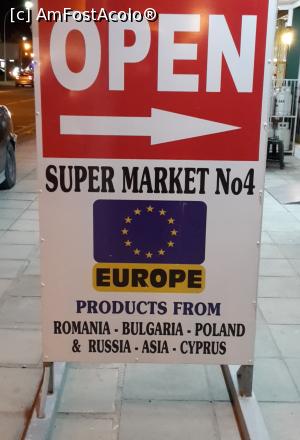 [c] AmFostAcolo®
OPEN
SUPER MARKET No4
EUROPE
PRODUCTS FROM
ROMANIA - BULGARIA - POLAND
& RUSSIA - ASIA - CYPRUS